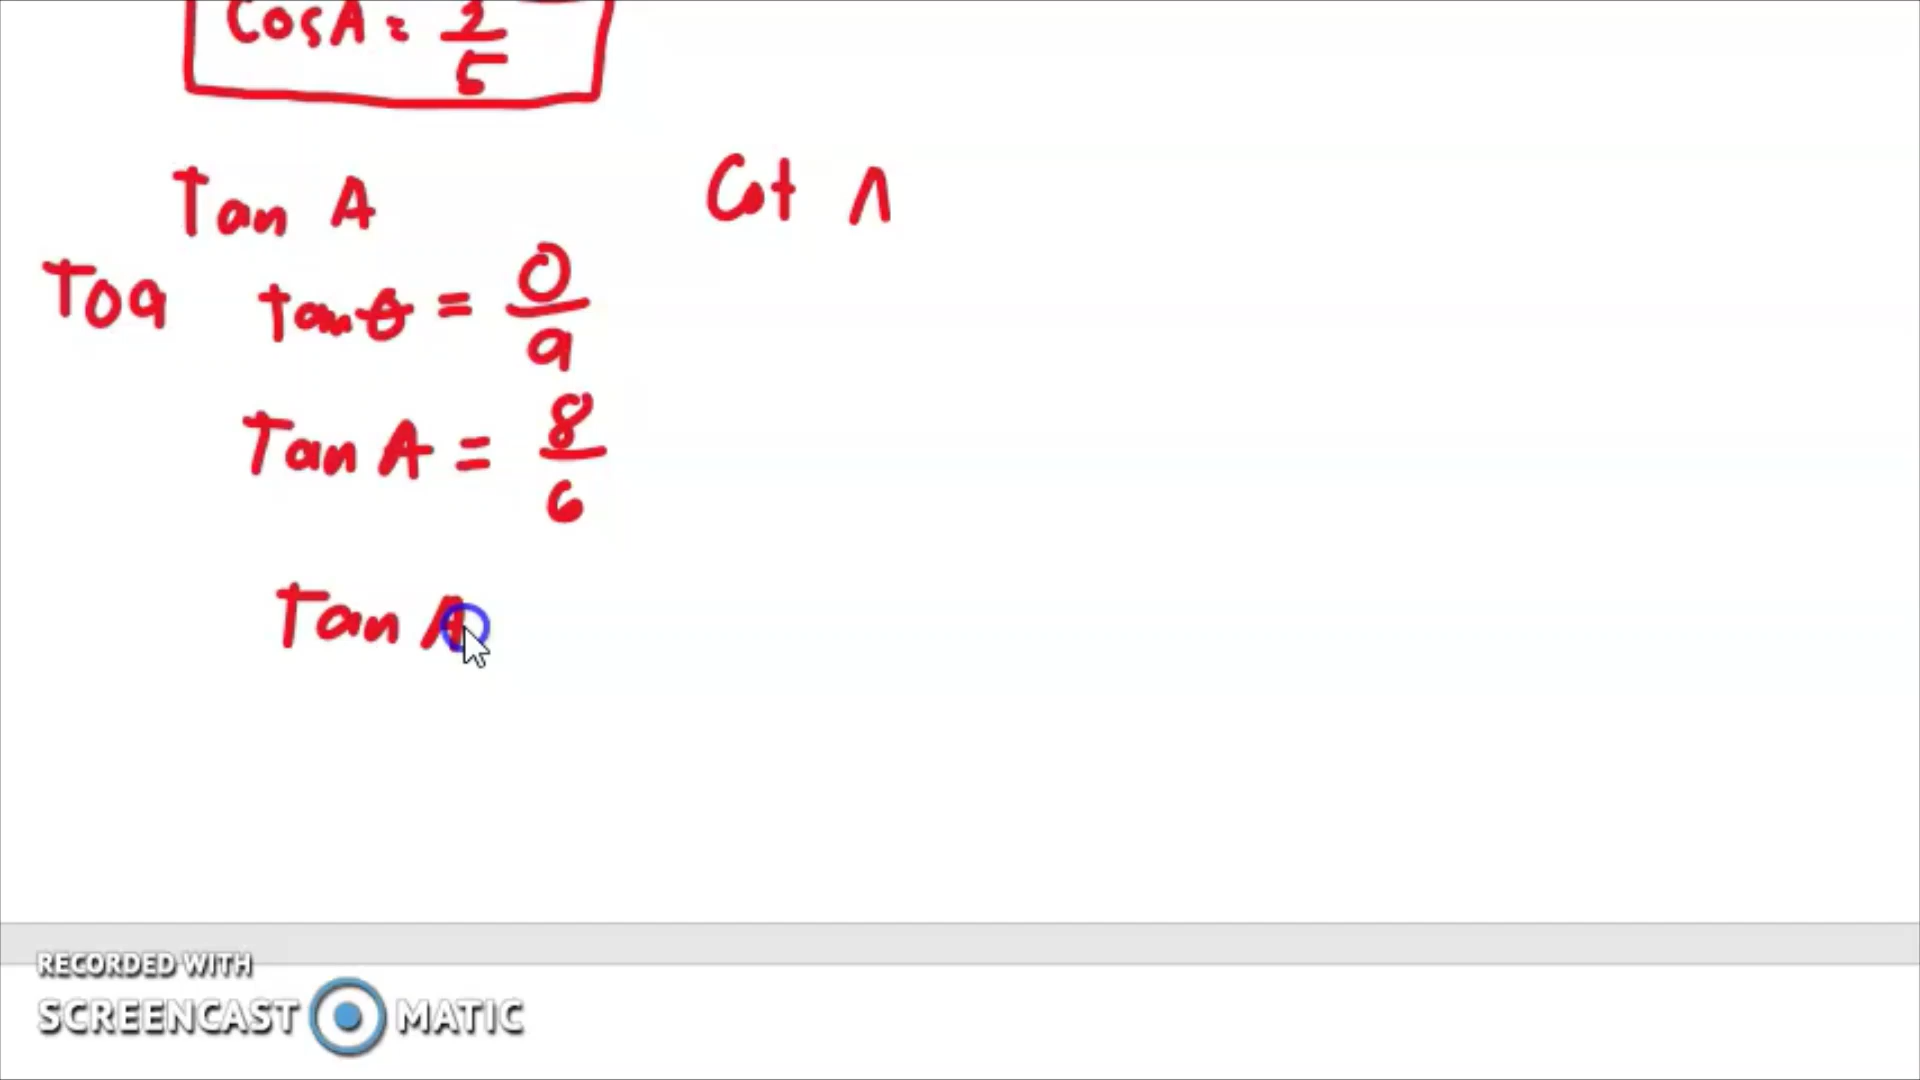 CosA = 3/5
Tan A
Cot A
Toa tanθ = o/a
Tan A = 8/6
Tan A
RECORDED WITH
SCREENCAST MATIC